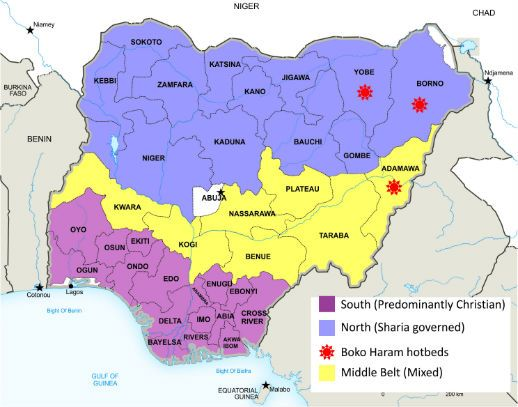 NIGER
CHAD
Niamey
SOKOTO
KATSINA
KEBBI
ZAMFARA
KANO
JIGAWA
YOBE
BORNO
Ndjamena
BURKINA
FASO
BENIN
NIGER
KADUNA
BAUCHI
GOMBE
ADAMAWA
ABUJA
PLATEAU
KWARA
NASSARAWA
TARABA
OYO
KOGI
BENUE
OSUN
EKITI
OGUN
ONDO
EDO
ENUGU
EBONYI
ANAMBRA
Cotonou
Lagos
Bight Of Benin
DELTA
IMO
ABIA
CROSS
RIVER
BAYELSA
RIVERS
AKWA
IBOM
GULF OF
GUINEA
Bight Of Biafra
EQUATORIAL
GUINEA
Malabo
South (Predominantly Christian)
North (Sharia governed)
Boko Haram hotbeds
Middle Belt (Mixed)
0
200 km